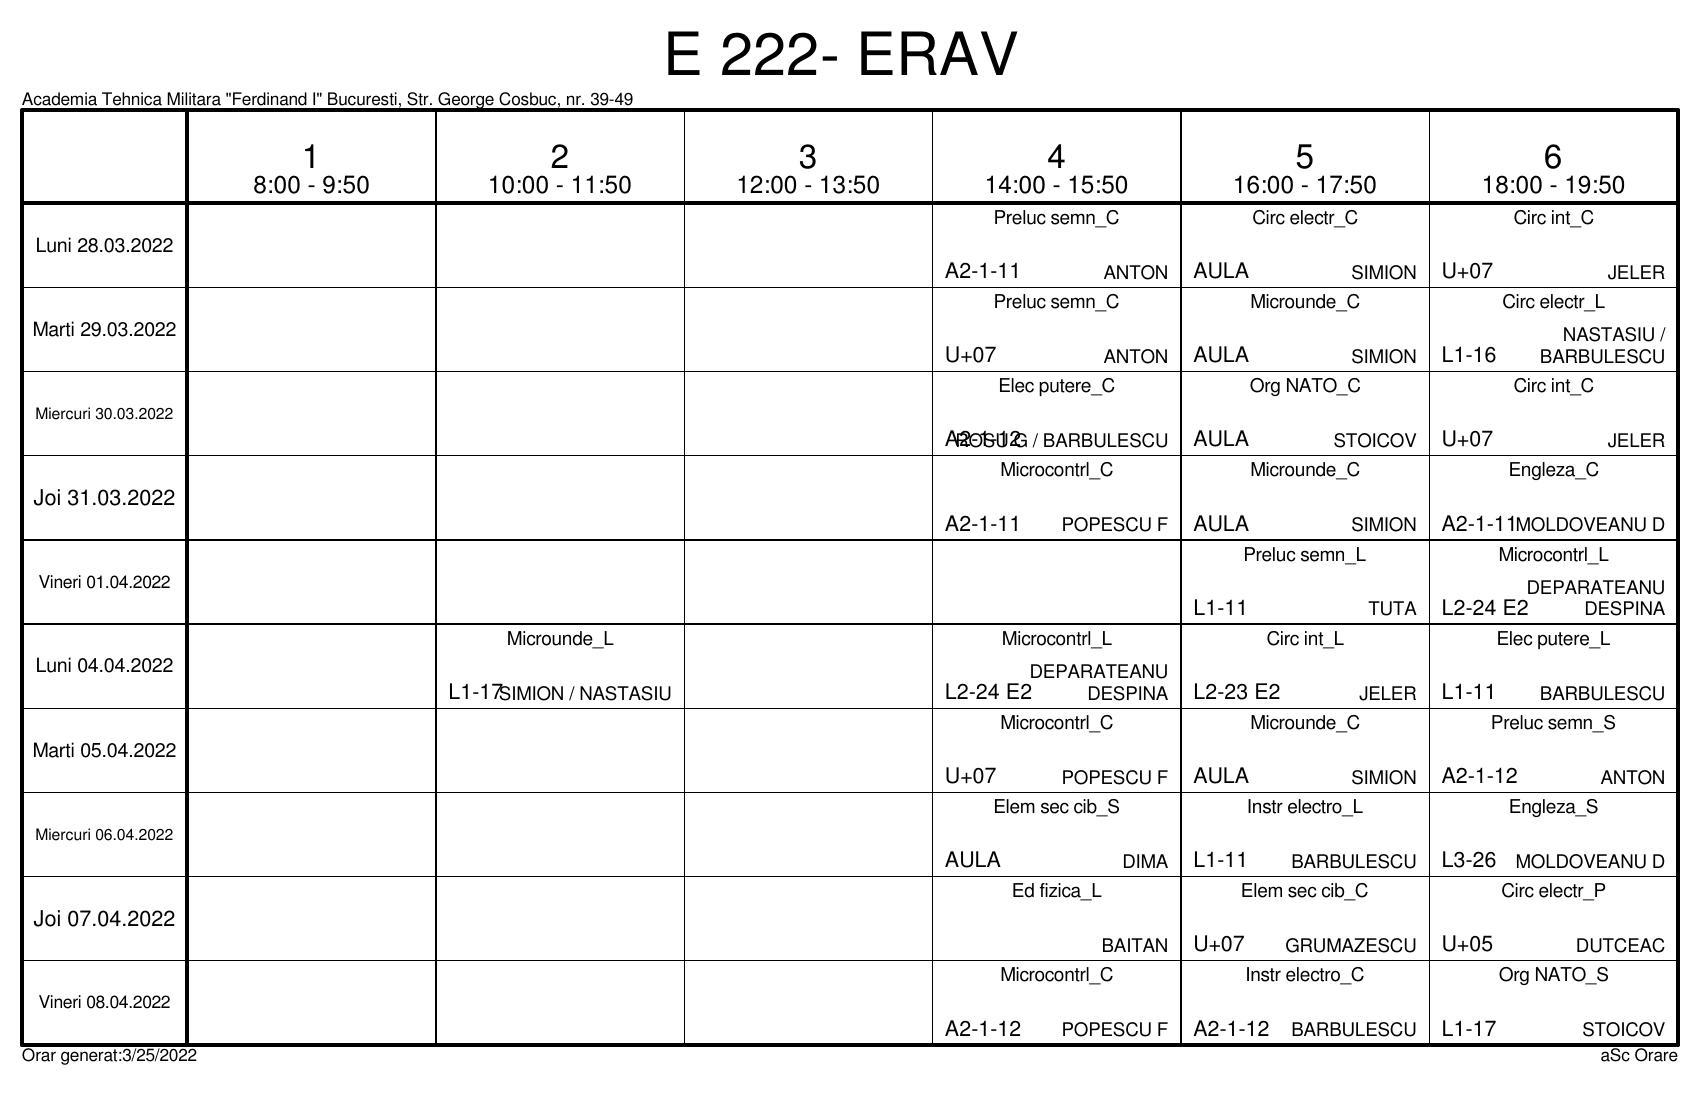 E 222- ERAV
Academia Tehnica Militara "Ferdinand I" Bucuresti, Str. George Cosbuc, nr. 39-49
1 2 3 4 5 6
8:00 - 9:50 10:00 - 11:50 12:00 - 13:50 14:00 - 15:50 16:00 - 17:50 18:00 - 19:50
Preluc semn_C Circ electr_C Circ int_C
Luni 28.03.2022
A2-1-11 ANTON AULA SIMION U+07 JELER
Preluc semn_C Microunde_C Circ electr_L
Marti 29.03.2022 NASTASIU /
U+07 ANTON AULA SIMION L1-16 BARBULESCU
Elec putere_C Org NATO_C Circ int_C
Miercuri 30.03.2022
A2-1-12 ROSU G / BARBULESCU AULA STOICOV U+07 JELER
Microcontrl_C Microunde_C Engleza_C
Joi 31.03.2022
A2-1-11 POPESCU F AULA SIMION A2-1-11 MOLDOVEANU D
Preluc semn_L Microcontrl_L
Vineri 01.04.2022 DEPARATEANU
L1-11 TUTA L2-24 E2 DESPINA
Microunde_L Microcontrl_L Circ int_L Elec putere_L
Luni 04.04.2022 DEPARATEANU
L1-17 SIMION / NASTASIU L2-24 E2 DESPINA L2-23 E2 JELER L1-11 BARBULESCU
Microcontrl_C Microunde_C Preluc semn_S
Marti 05.04.2022
U+07 POPESCU F AULA SIMION A2-1-12 ANTON
Elem sec cib_S Instr electro_L Engleza_S
Miercuri 06.04.2022
AULA DIMA L1-11 BARBULESCU L3-26 MOLDOVEANU D
Ed fizica_L Elem sec cib_C Circ electr_P
Joi 07.04.2022
BAITAN U+07 GRUMAZESCU U+05 DUTCEAC
Microcontrl_C Instr electro_C Org NATO_S
Vineri 08.04.2022
A2-1-12 POPESCU F A2-1-12 BARBULESCU L1-17 STOICOV
Orar generat:3/25/2022 aSc Orare